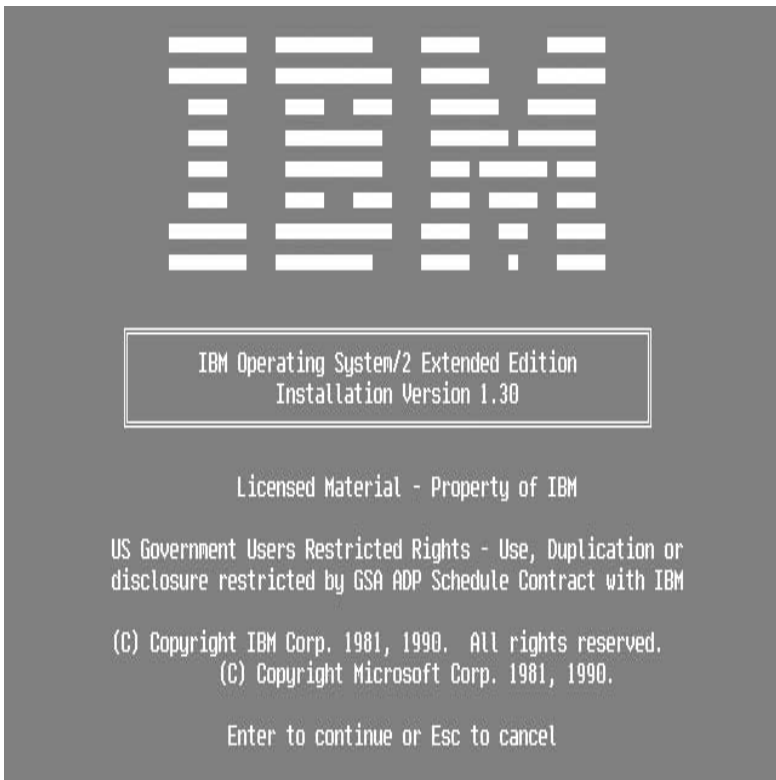 IBM
IBM Operating System/2 Extended Edition
Installation Version 1.30
Licensed Material - Property of IBM
US Government Users Restricted Rights - Use, Duplication or
disclosure restricted by GSA ADP Schedule Contract with IBM
(C) Copyright IBM Corp. 1981, 1990.  All rights reserved.
(C) Copyright Microsoft Corp. 1981, 1990.
Enter to continue or Esc to cancel